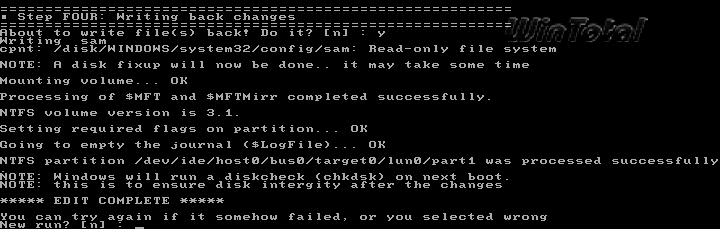 WinTotal
=========================================================
▪ Step FOUR: Writing back changes
=========================================================
About to write file(s) back! Do it? [n] : y
Writing sam
cpnt: /disk/WINDOWS/system32/config/sam: Read-only file system
NOTE: A disk fixup will now be done.. it may take some time
Mounting volume... OK
Processing of $MFT and $MFTMirr completed successfully.
NTFS volume version is 3.1.
Setting required flags on partition... OK
Going to empty the journal ($LogFile)... OK
NTFS partition /dev/ide/host0/bus0/target0/lun0/part1 was processed successfully
NOTE: Windows will run a diskcheck (chkdsk) on next boot.
NOTE: this is to ensure disk intergity after the changes
***** EDIT COMPLETE *****
You can try again if it somehow failed, or you selected wrong
New run? [n] : _